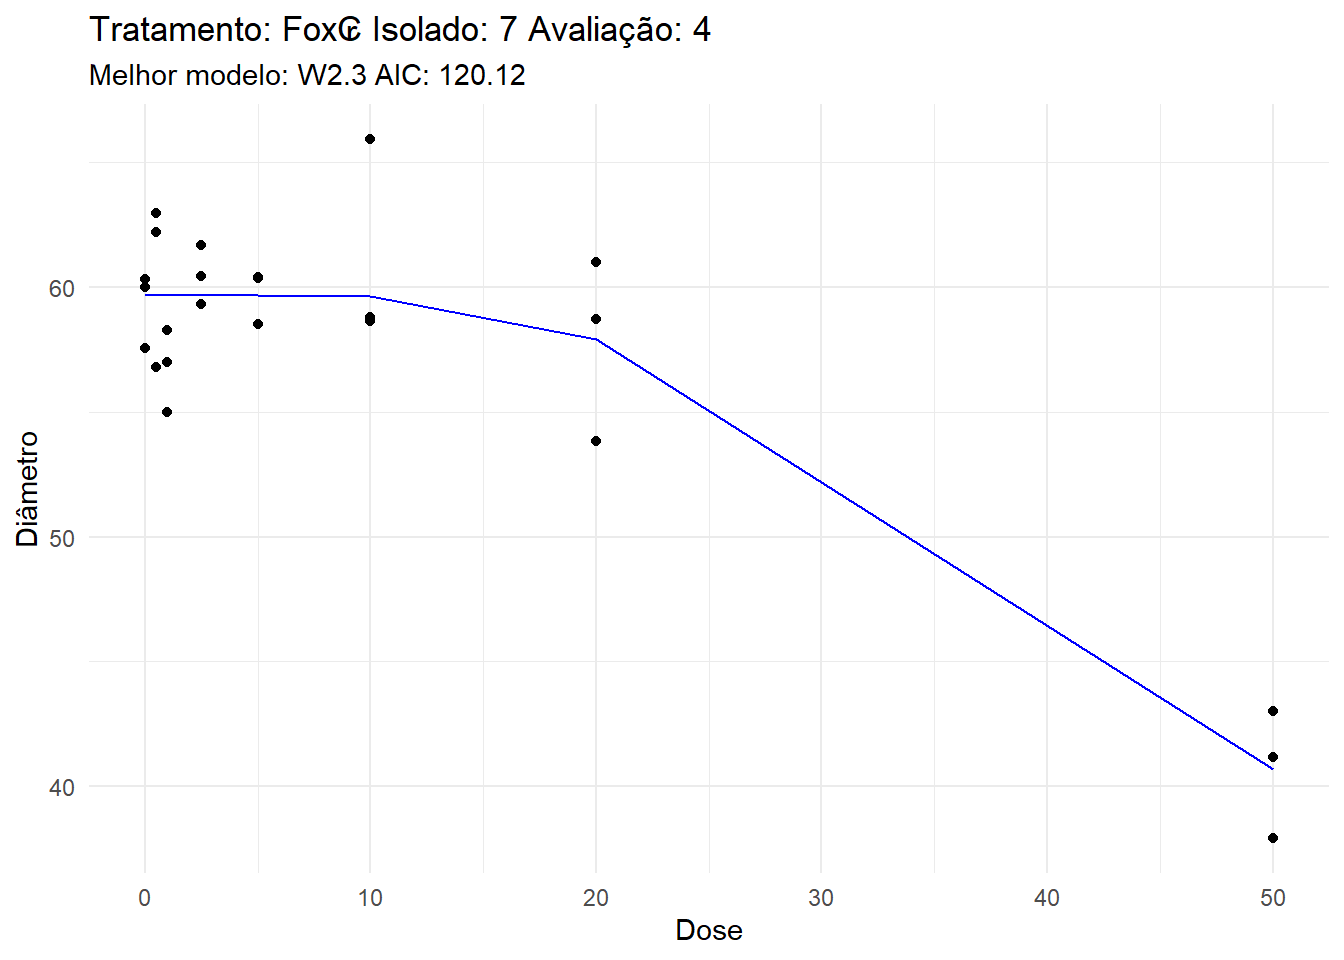 Tratamento: Fox₢ Isolado: 7 Avaliação: 4
Melhor modelo: W2.3 AIC: 120.12
Diâmetro
60
50
40
0 10 20 30 40 50
Dose